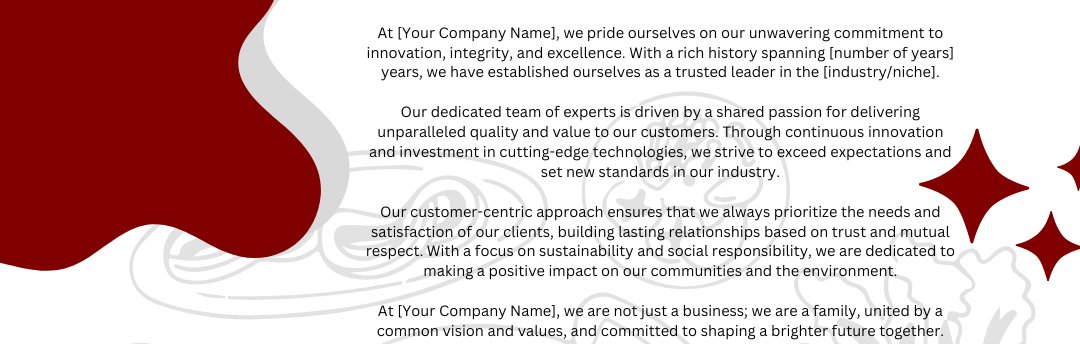 At [Your Company Name], we pride ourselves on our unwavering commitment to
innovation, integrity, and excellence. With a rich history spanning [number of years]
years, we have established ourselves as a trusted leader in the [industry/niche].
Our dedicated team of experts is driven by a shared passion for delivering
unparalleled quality and value to our customers. Through continuous innovation
and investment in cutting-edge technologies, we strive to exceed expectations and
set new standards in our industry.
Our customer-centric approach ensures that we always prioritize the needs and
satisfaction of our clients, building lasting relationships based on trust and mutual
respect. With a focus on sustainability and social responsibility, we are dedicated to
making a positive impact on our communities and the environment.
At [Your Company Name], we are not just a business; we are a family, united by a
common vision and values, and committed to shaping a brighter future together.